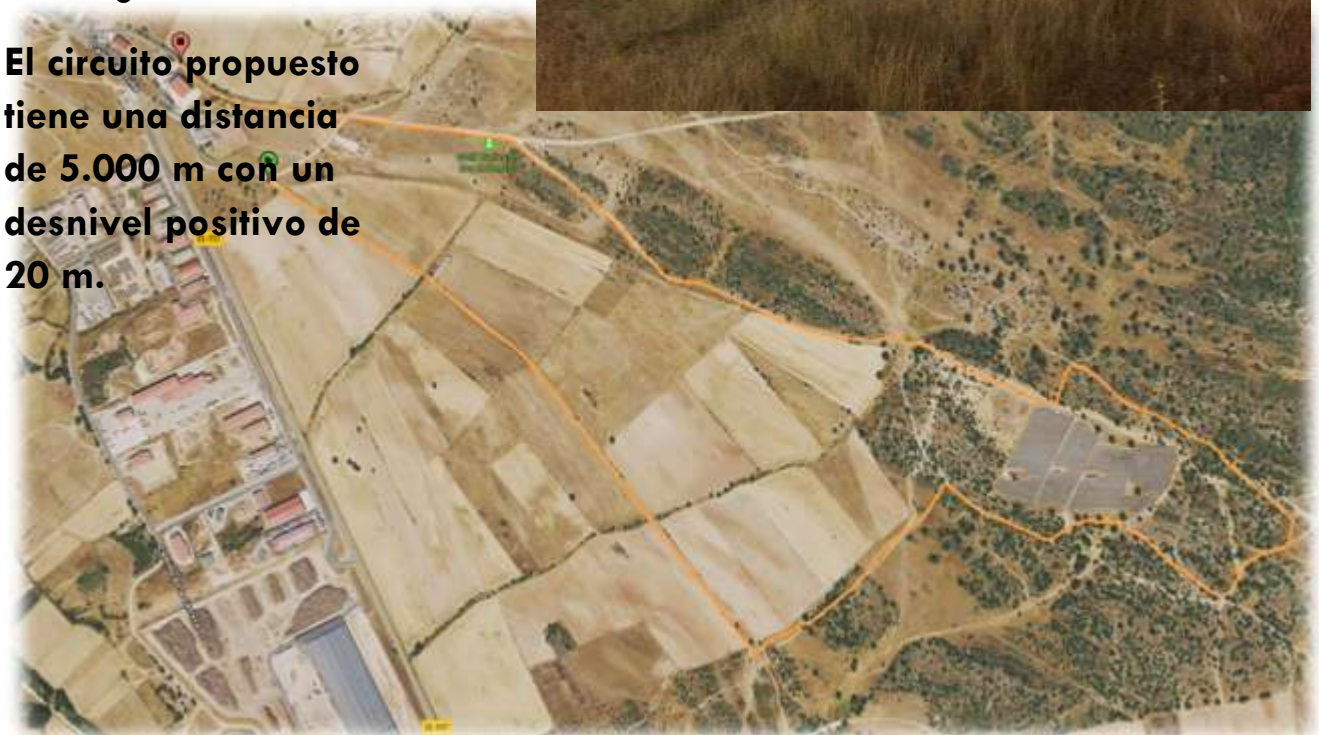 El circuito propuesto
tiene una distancia
de 5.000 m con un
desnivel positivo de
20 m.